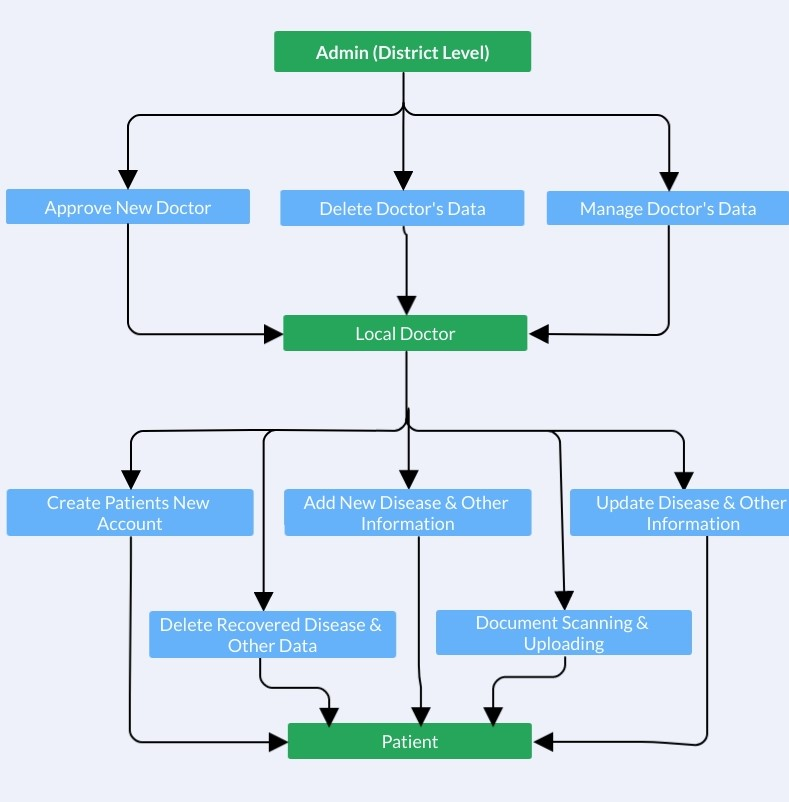 Admin (District Level)
Approve New Doctor
Delete Doctor's Data
Manage Doctor's Data
Local Doctor
Create Patients New
Account
Add New Disease & Other
Information
Update Disease & Other
Information
Delete Recovered Disease &
Other Data
Document Scanning &
Uploading
Patient